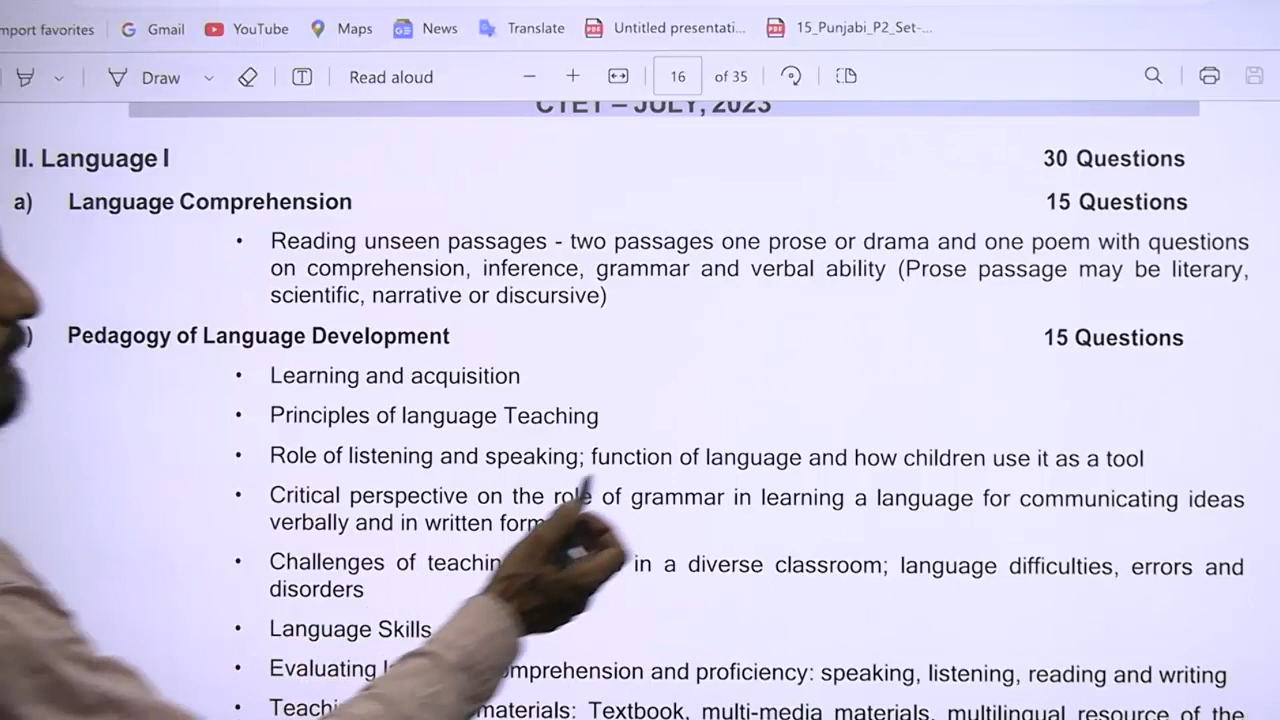 mport favorites Gmail YouTube Maps News Translate Untitled presentati... 15_Punjabi_P2_Set-...
Draw Read aloud 16 of 35
CTET – JULY, 2023
II. Language I 30 Questions
a) Language Comprehension 15 Questions
• Reading unseen passages - two passages one prose or drama and one poem with questions
on comprehension, inference, grammar and verbal ability (Prose passage may be literary,
scientific, narrative or discursive)
) Pedagogy of Language Development 15 Questions
• Learning and acquisition
• Principles of language Teaching
• Role of listening and speaking; function of language and how children use it as a tool
• Critical perspective on the role of grammar in learning a language for communicating ideas
verbally and in written form
• Challenges of teachin in a diverse classroom; language difficulties, errors and
disorders
• Language Skills
• Evaluating omprehension and proficiency: speaking, listening, reading and writing
• Teachi materials: Textbook, multi-media materials, multilingual resource of the